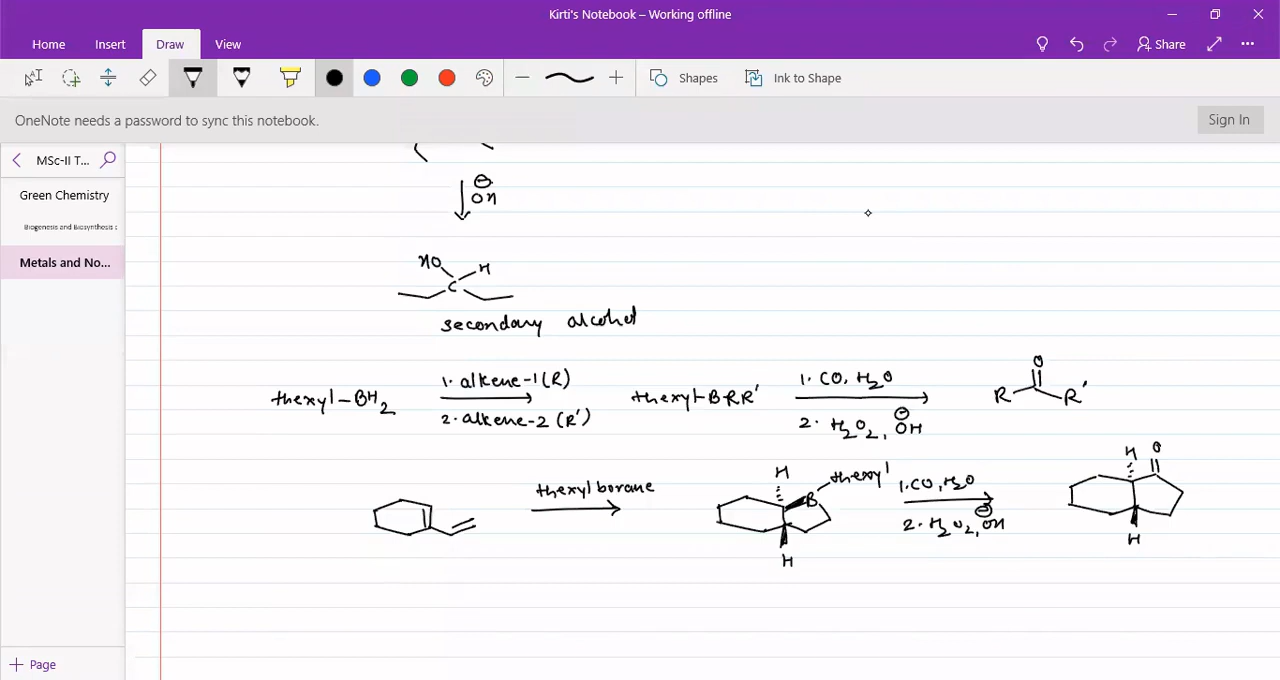 Kirti's Notebook – Working offline
Home Insert Draw View Share
Shapes Ink to Shape
OneNote needs a password to sync this notebook. Sign In
MSc-II T...
Green Chemistry
Biogenesis and Biosynthesis
Metals and No...
⊖
OH
HO H
C
secondary alcohol
thexyl–BH2 1. alkene-1(R) thexyl–BRR' 1. CO, H2O O
2. alkene-2(R') 2. H2O2, ⊖OH R R'
thexylborane H B thexyl 1. CO, H2O H O
2. H2O2, ⊖OH
H H
Page